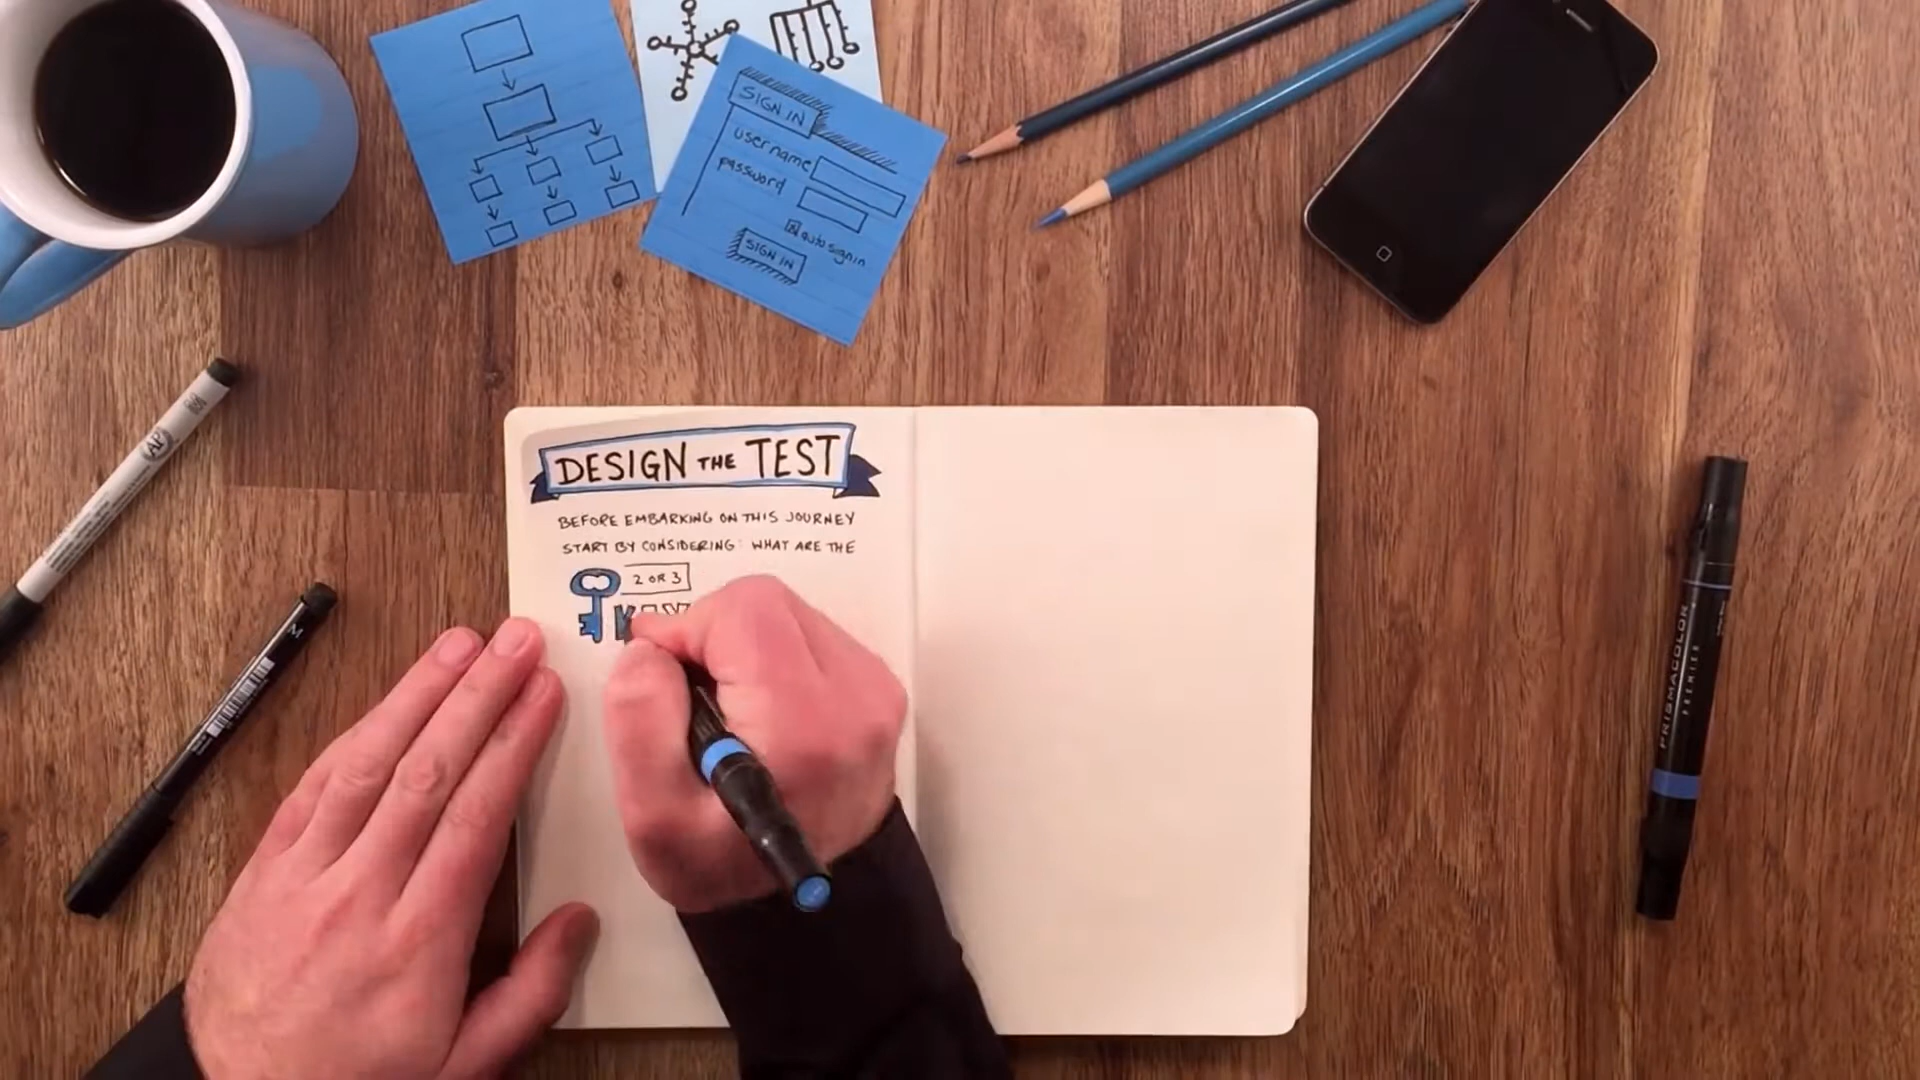 SIGN IN
username
password
auto signin
SIGN IN
DESIGN THE TEST
BEFORE EMBARKING ON THIS JOURNEY
START BY CONSIDERING: WHAT ARE THE
2 OR 3
M
PRISMACOLOR
PREMIER